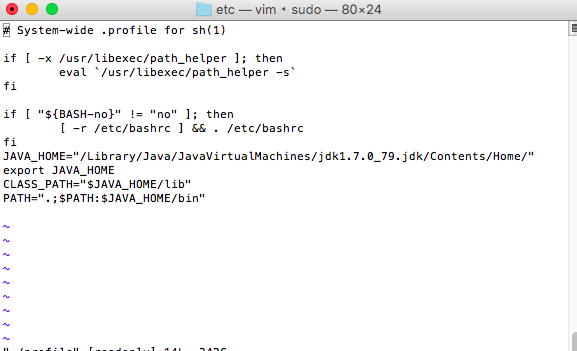 etc — vim ◂ sudo — 80×24
# System-wide .profile for sh(1)
if [ -x /usr/libexec/path_helper ]; then
eval `/usr/libexec/path_helper -s`
fi
if [ "${BASH-no}" != "no" ]; then
[ -r /etc/bashrc ] && . /etc/bashrc
fi
JAVA_HOME="/Library/Java/JavaVirtualMachines/jdk1.7.0_79.jdk/Contents/Home/"
export JAVA_HOME
CLASS_PATH="$JAVA_HOME/lib"
PATH=".;$PATH:$JAVA_HOME/bin"
~
~
~
~
~
~
~
~
~